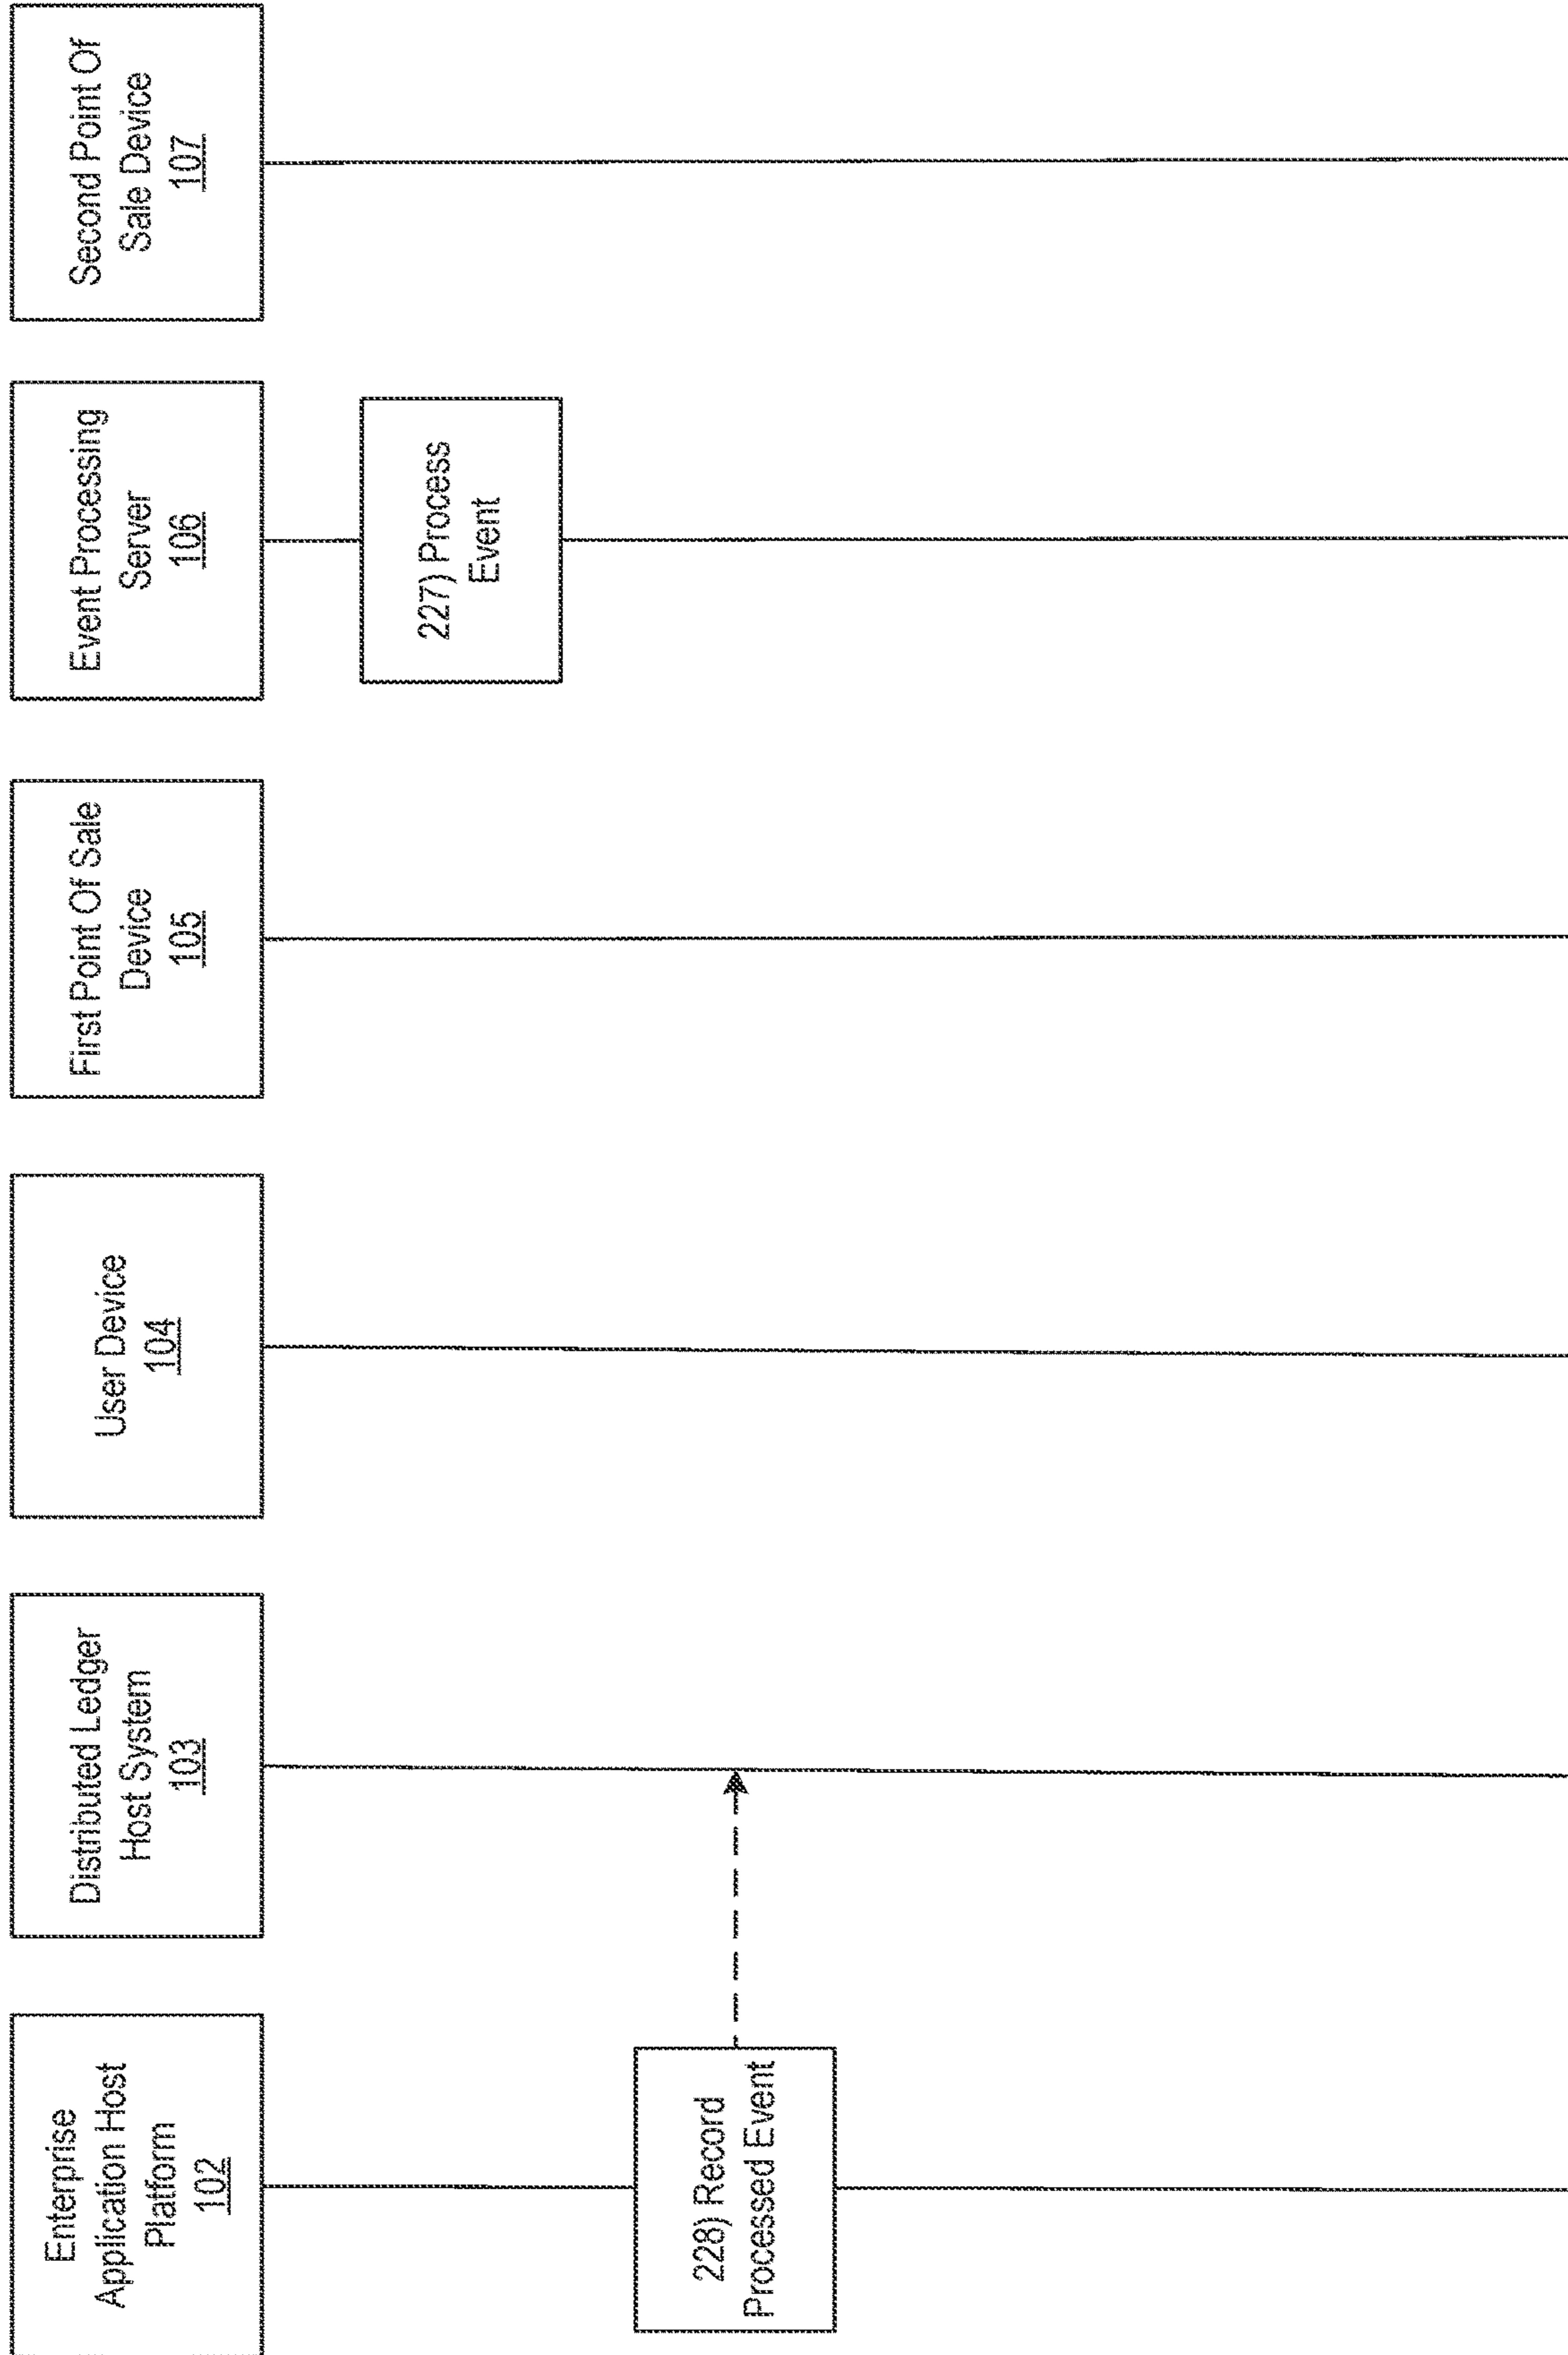 Enterprise
Application Host
Platform
102
Distributed Ledger
Host System
103
User Device
104
First Point Of Sale
Device
105
Event Processing
Server
106
Second Point Of
Sale Device
107
227) Process
Event
228) Record
Processed Event